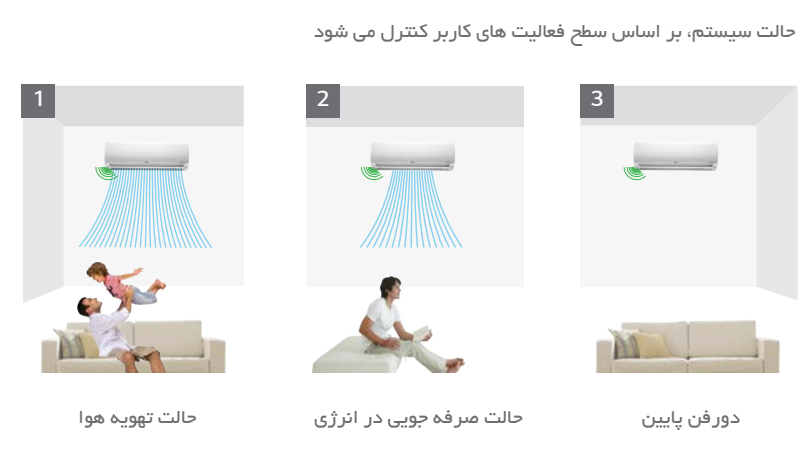 حالت سیستم، بر اساس سطح فعالیت های کاربر کنترل می شود
1
2
3
حالت تهویه هوا
حالت صرفه جویی در انرژی
دورفن پایین